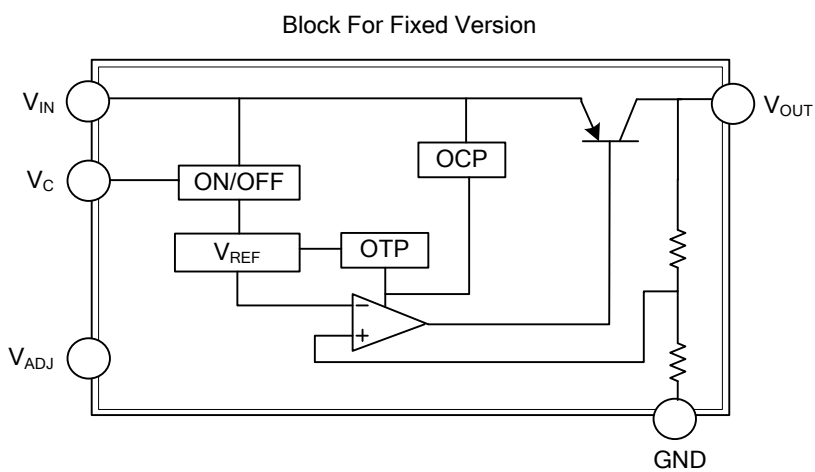 Block For Fixed Version
VIN
VOUT
OCP
VC
ON/OFF
VREF
OTP
−
+
VADJ
GND